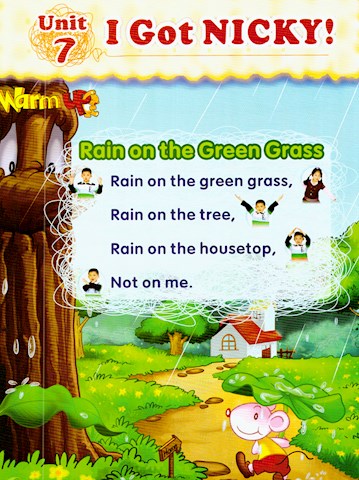 Unit
7
I Got NICKY!
Warm Up
Rain on the Green Grass
Rain on the green grass,
Rain on the tree,
Rain on the housetop,
Not on me.